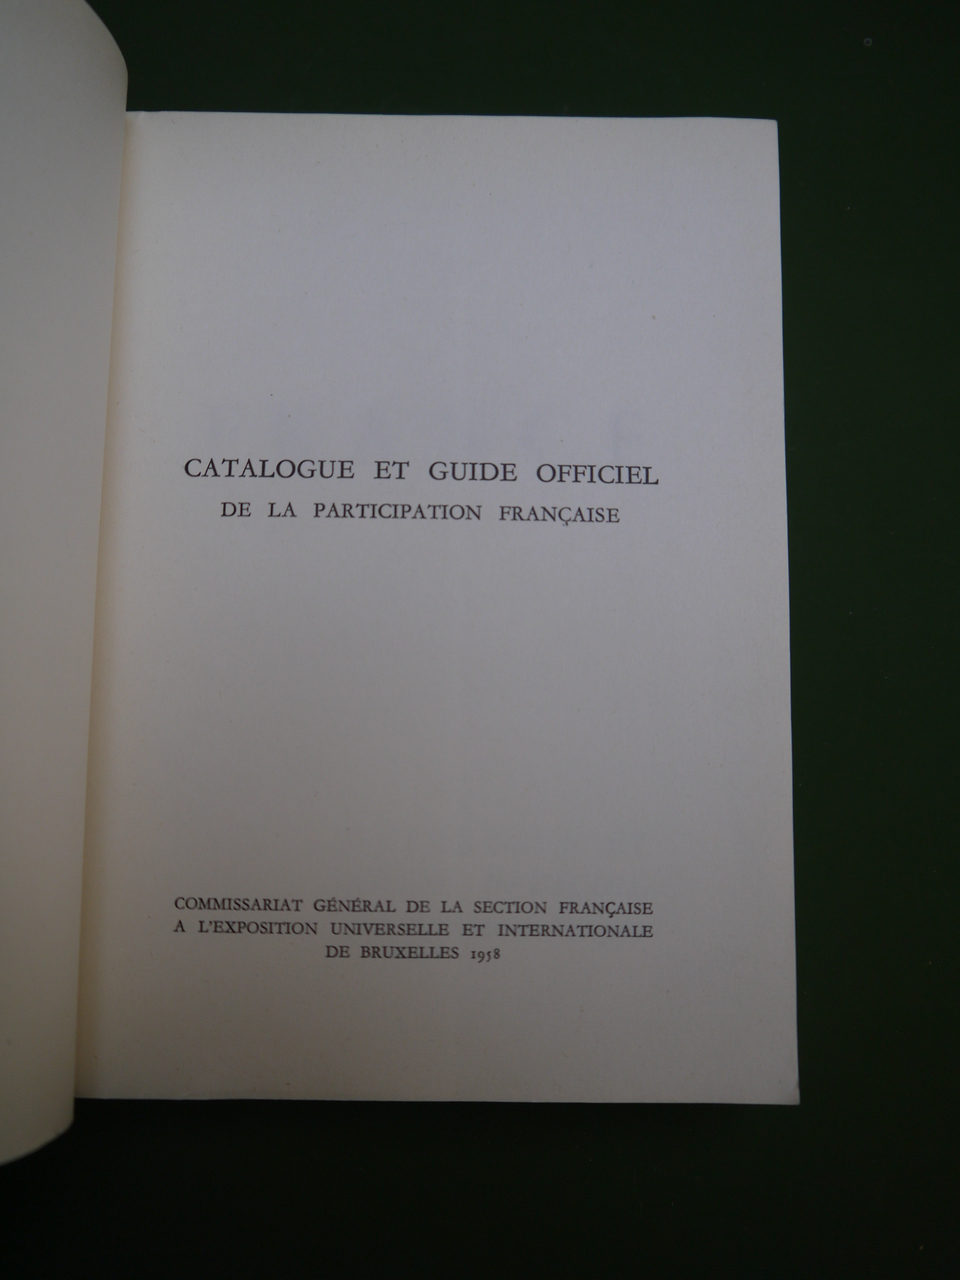 CATALOGUE ET GUIDE OFFICIEL
DE LA PARTICIPATION FRANÇAISE
COMMISSARIAT GÉNÉRAL DE LA SECTION FRANÇAISE
A L'EXPOSITION UNIVERSELLE ET INTERNATIONALE
DE BRUXELLES 1958